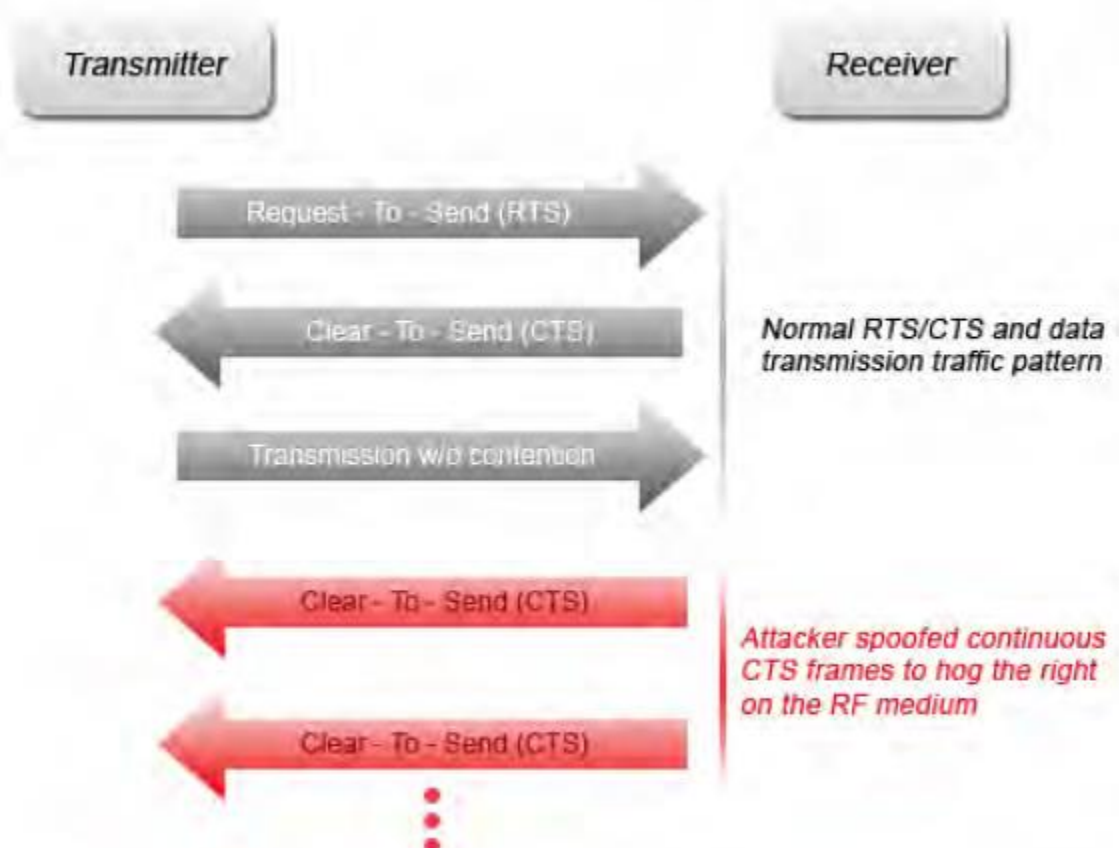 Transmitter
Receiver
Request - To - Send (RTS)
Clear - To - Send (CTS)
Normal RTS/CTS and data
transmission traffic pattern
Transmission w/o contention
Clear - To - Send (CTS)
Attacker spoofed continuous
CTS frames to hog the right
on the RF medium
Clear - To - Send (CTS)